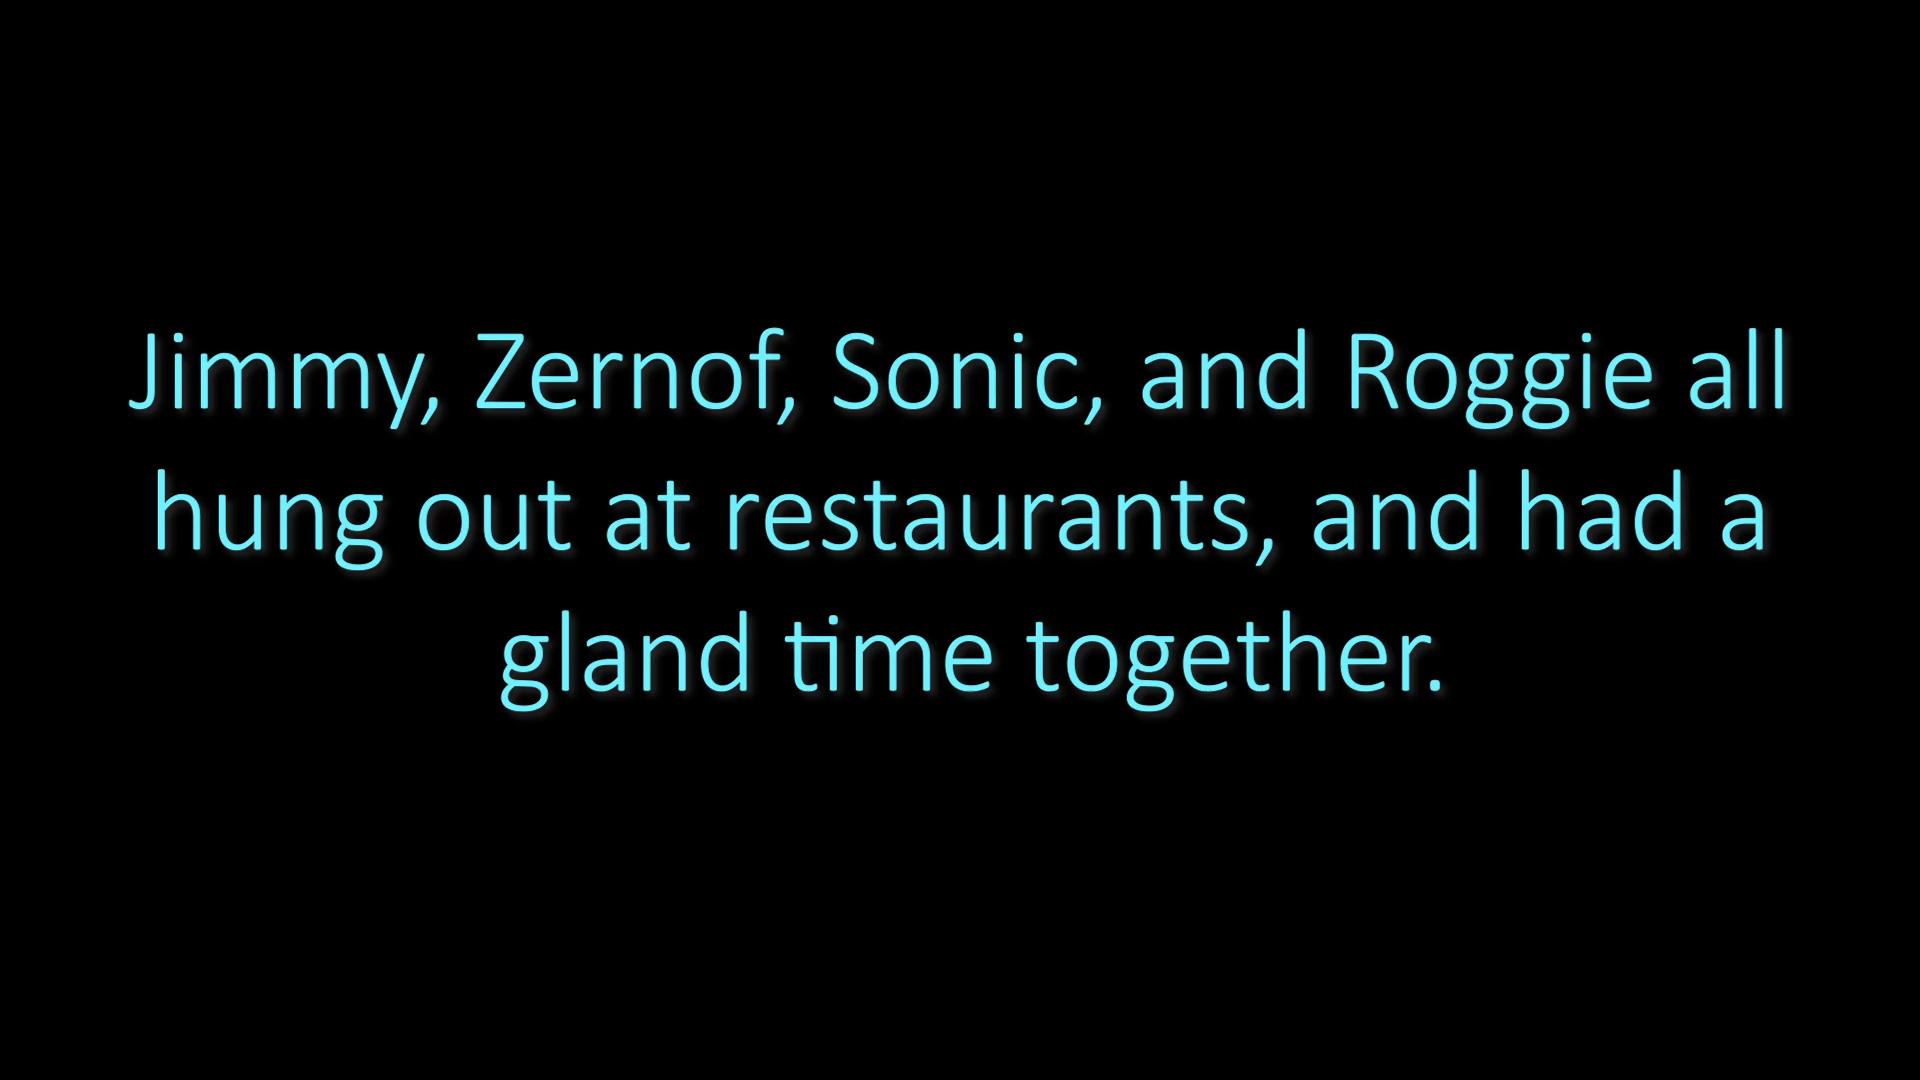 Jimmy, Zernof, Sonic, and Roggie all
hung out at restaurants, and had a
gland time together.